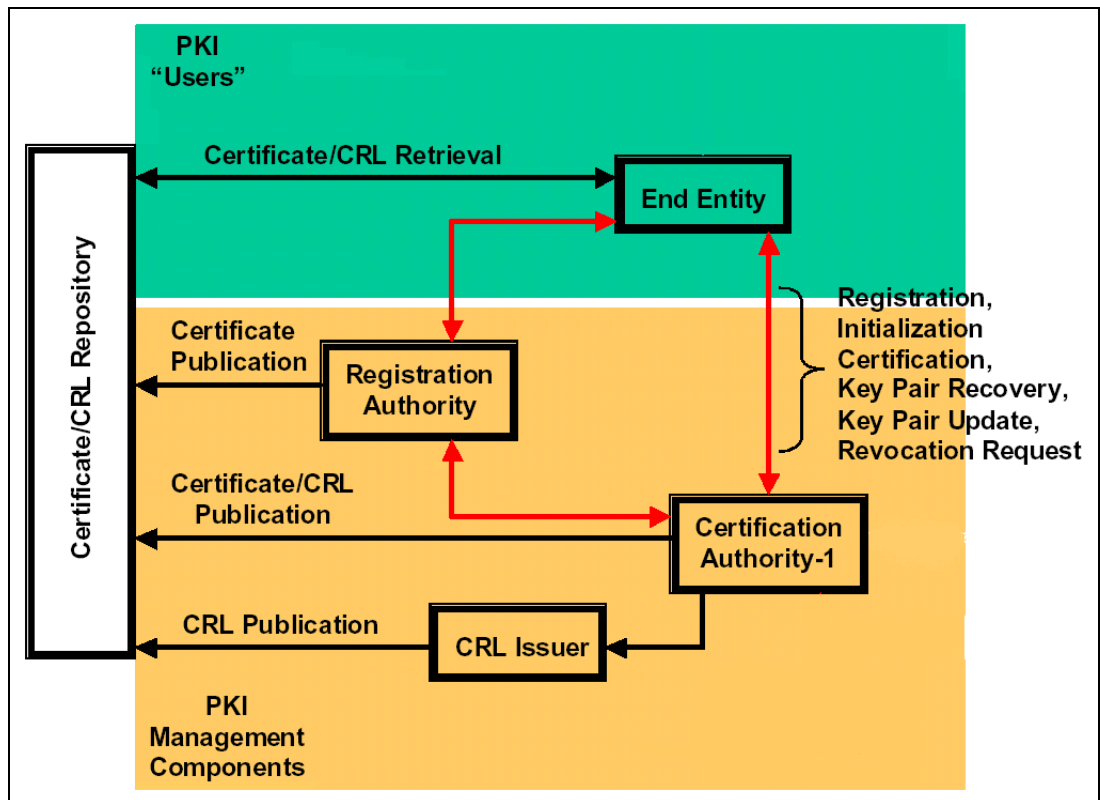 PKI
“Users”
Certificate/CRL Retrieval
End Entity
Certificate/CRL Repository
Registration,
Initialization
Certification,
Key Pair Recovery,
Key Pair Update,
Revocation Request
Certificate
Publication
Registration
Authority
Certificate/CRL
Publication
Certification
Authority-1
CRL Publication
CRL Issuer
PKI
Management
Components